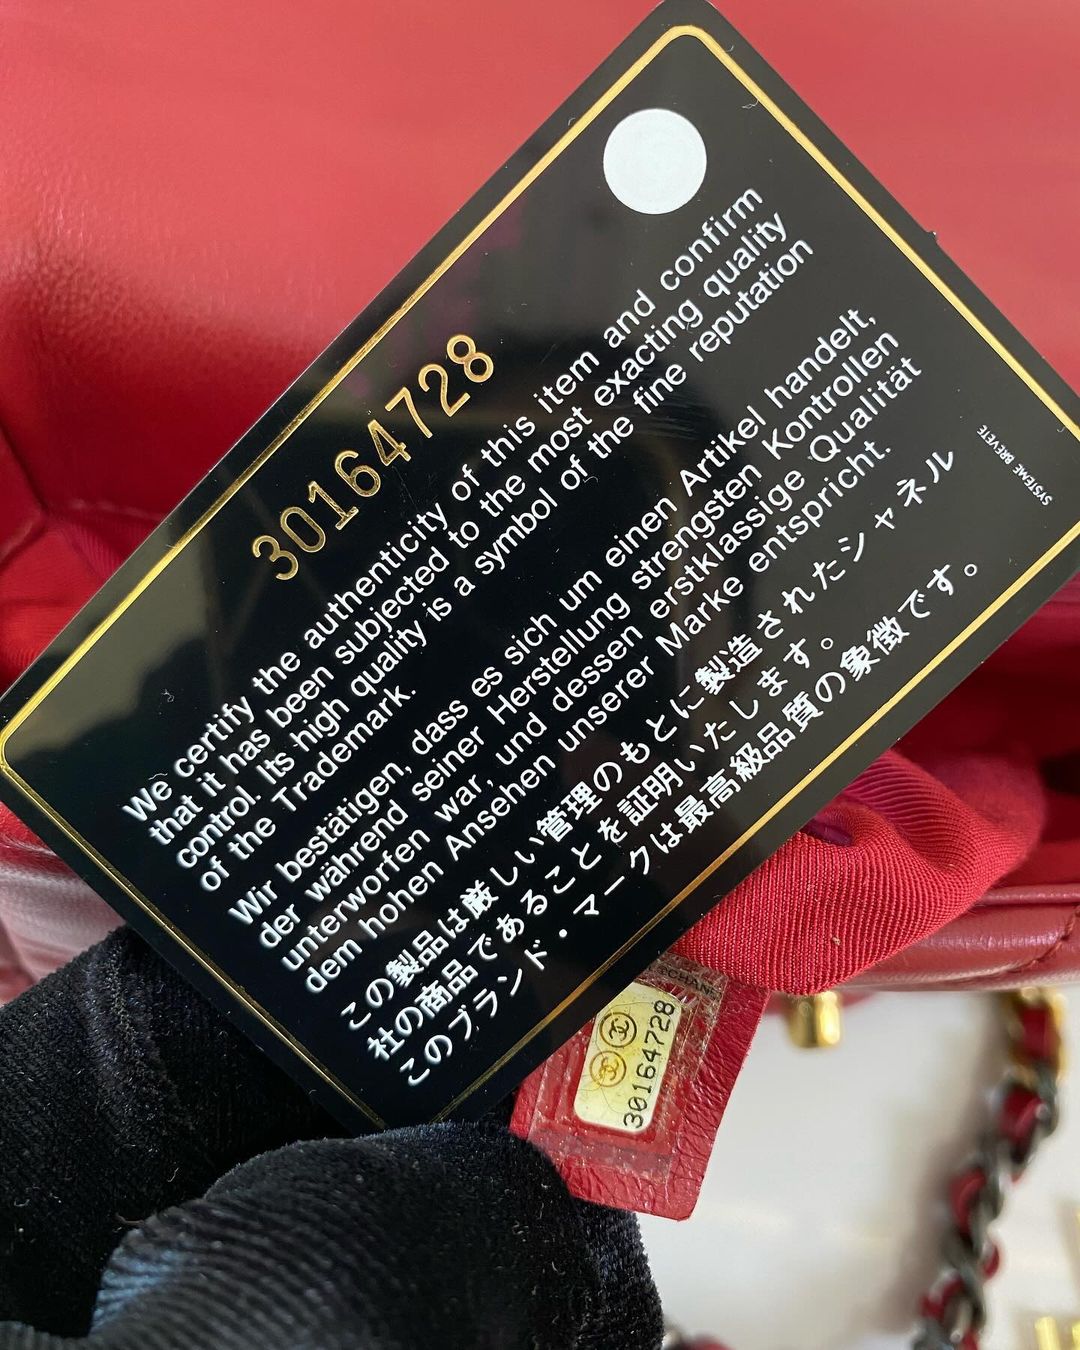 30164728
We certify the authenticity of this item and confirm
that it has been subjected to the most exacting quality
control. Its high quality is a symbol of the fine reputation
of the Trademark.
Wir bestätigen, dass es sich um einen Artikel handelt,
der während seiner Herstellung strengsten Kontrollen
unterworfen war, und dessen erstklassige Qualität
dem hohen Ansehen unserer Marke entspricht.
この製品は厳しい管理のもとに製造されたシャネル
社の商品であることを証明いたします。
このブランド・マークは最高級品質の象徴です。
SYSTEME BREVETE
©CHANE
30164728